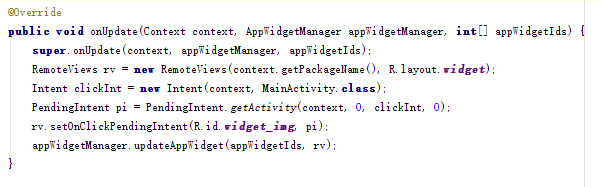 @Override
public void onUpdate(Context context, AppWidgetManager appWidgetManager, int[] appWidgetIds) {
super.onUpdate(context, appWidgetManager, appWidgetIds);
RemoteViews rv = new RemoteViews(context.getPackageName(), R.layout.widget);
Intent clickInt = new Intent(context, MainActivity.class);
PendingIntent pi = PendingIntent.getActivity(context, 0, clickInt, 0);
rv.setOnClickPendingIntent(R.id.widget_img, pi);
appWidgetManager.updateAppWidget(appWidgetIds, rv);
}